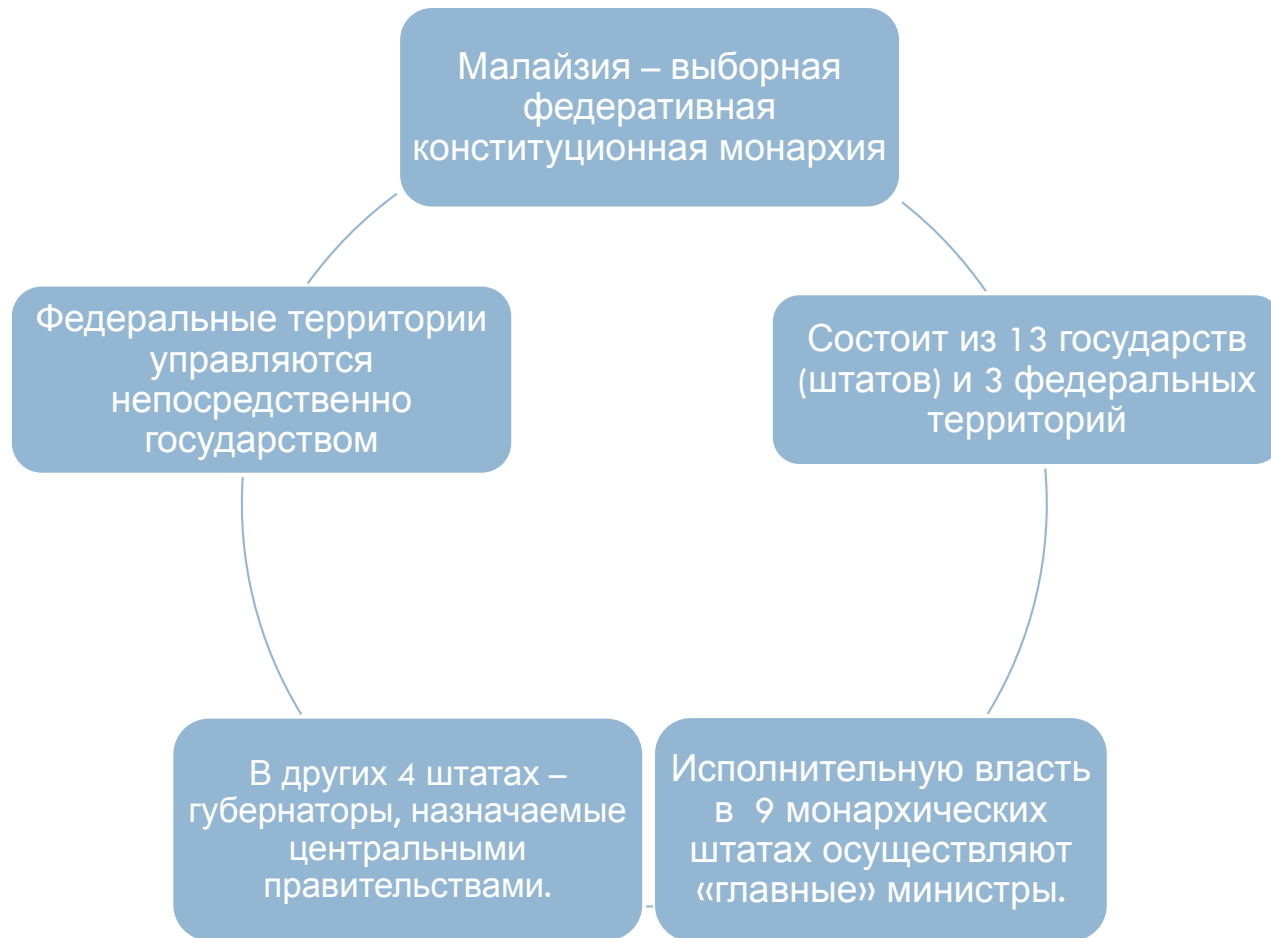 Малайзия – выборная
федеративная
конституционная монархия
Состоит из 13 государств
(штатов) и 3 федеральных
территорий
Исполнительную власть
в 9 монархических
штатах осуществляют
«главные» министры.
В других 4 штатах –
губернаторы, назначаемые
центральными
правительствами.
Федеральные территории
управляются
непосредственно
государством